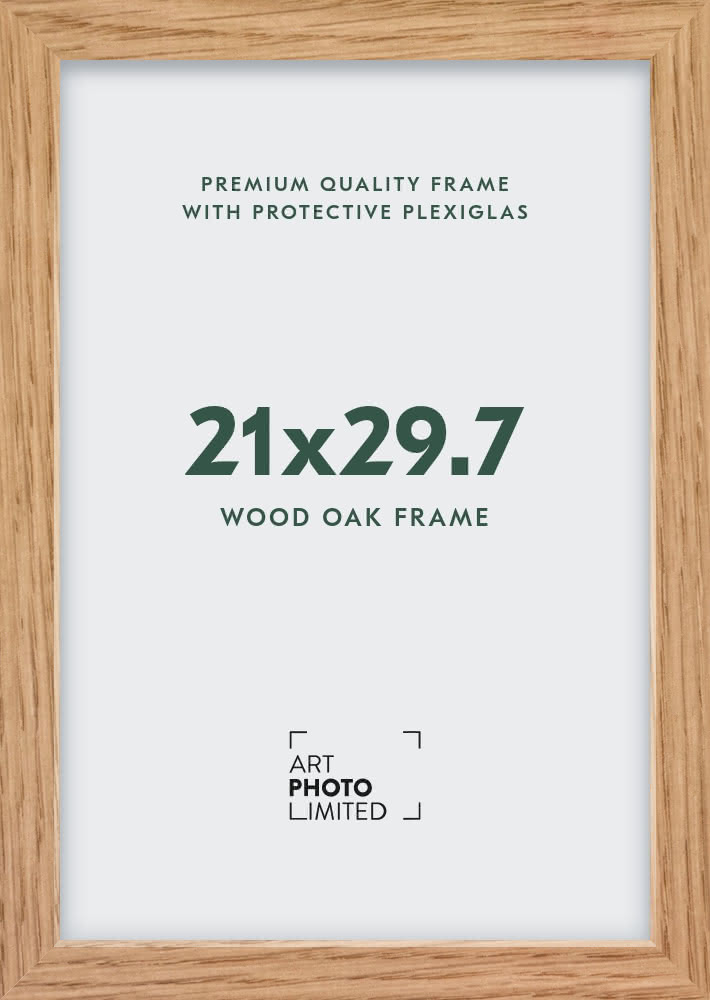 PREMIUM QUALITY FRAME
WITH PROTECTIVE PLEXIGLAS
21x29.7
WOOD OAK FRAME
ART
PHOTO
LIMITED